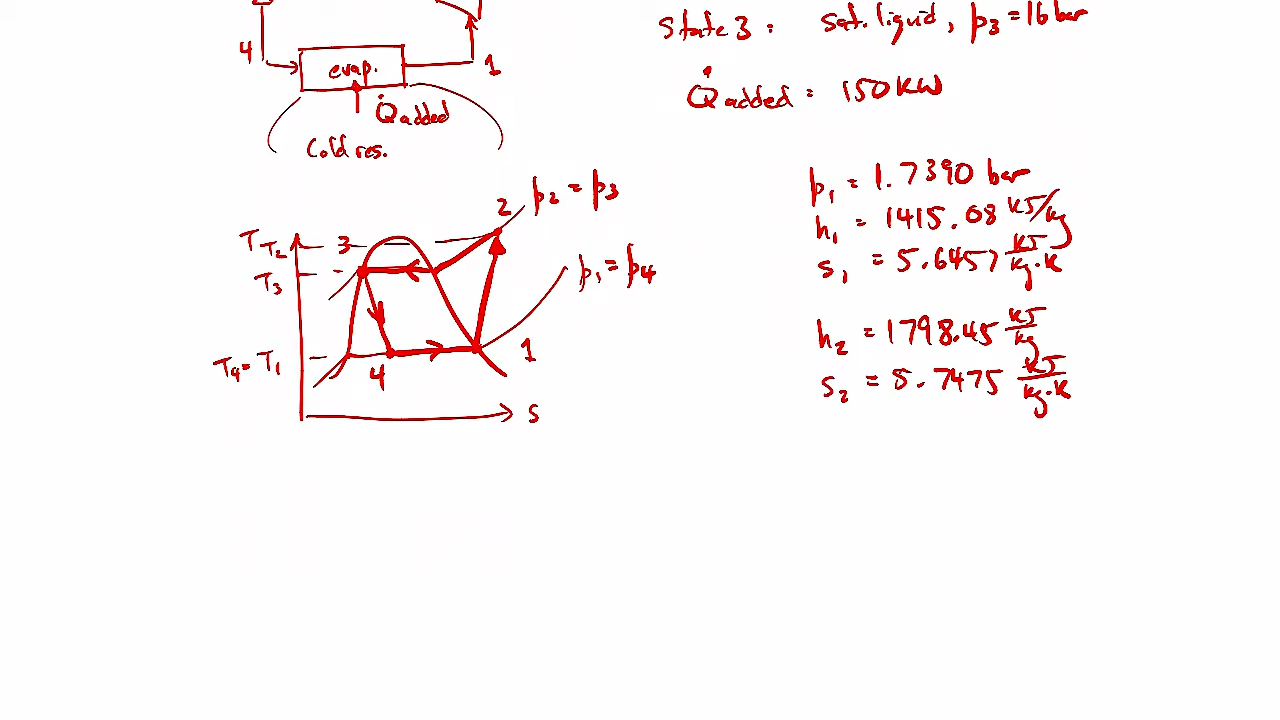 State 3: sat. liquid, p3 = 16 bar
4
evap.
1
Q̇ added
Q̇ added = 150 kW
Cold res.
p1 = 1.7390 bar
p2 = p3
2
h1 = 1415.08 kJ/kg
T T2 3
s1 = 5.6457 kJ/kg·K
T3
p1 = p4
h2 = 1798.45 kJ/kg
T4 = T1
4
1
s2 = 5.7475 kJ/kg·K
s